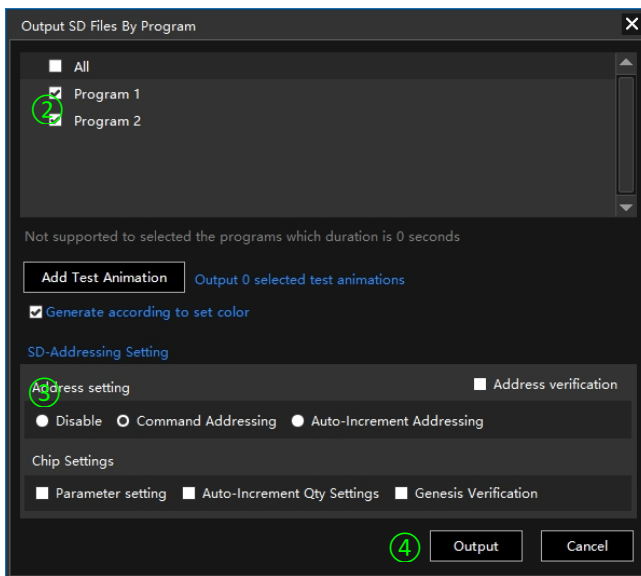 Output SD Files By Program
All
Program 1
②
Program 2
Not supported to selected the programs which duration is 0 seconds
Add Test Animation Output 0 selected test animations
Generate according to set color
SD-Addressing Setting
③ Address setting Address verification
Disable Command Addressing Auto-Increment Addressing
Chip Settings
Parameter setting Auto-Increment Qty Settings Genesis Verification
④ Output Cancel